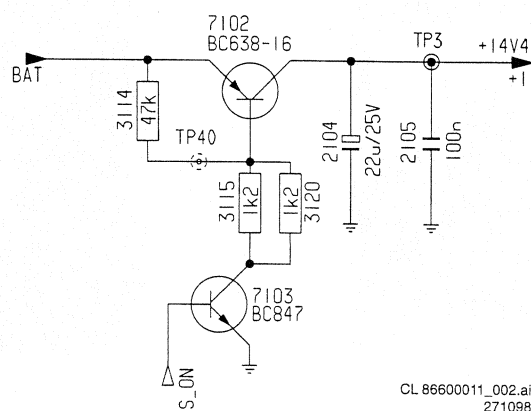 7102
BC638-16
TP3
+14V4
+1
BAT
3114
47k
TP40
2104
22u/25V
2105
100n
3115
1k2
1k2
3120
7103
BC847
S_ON
CL 86600011_002.ai
271098